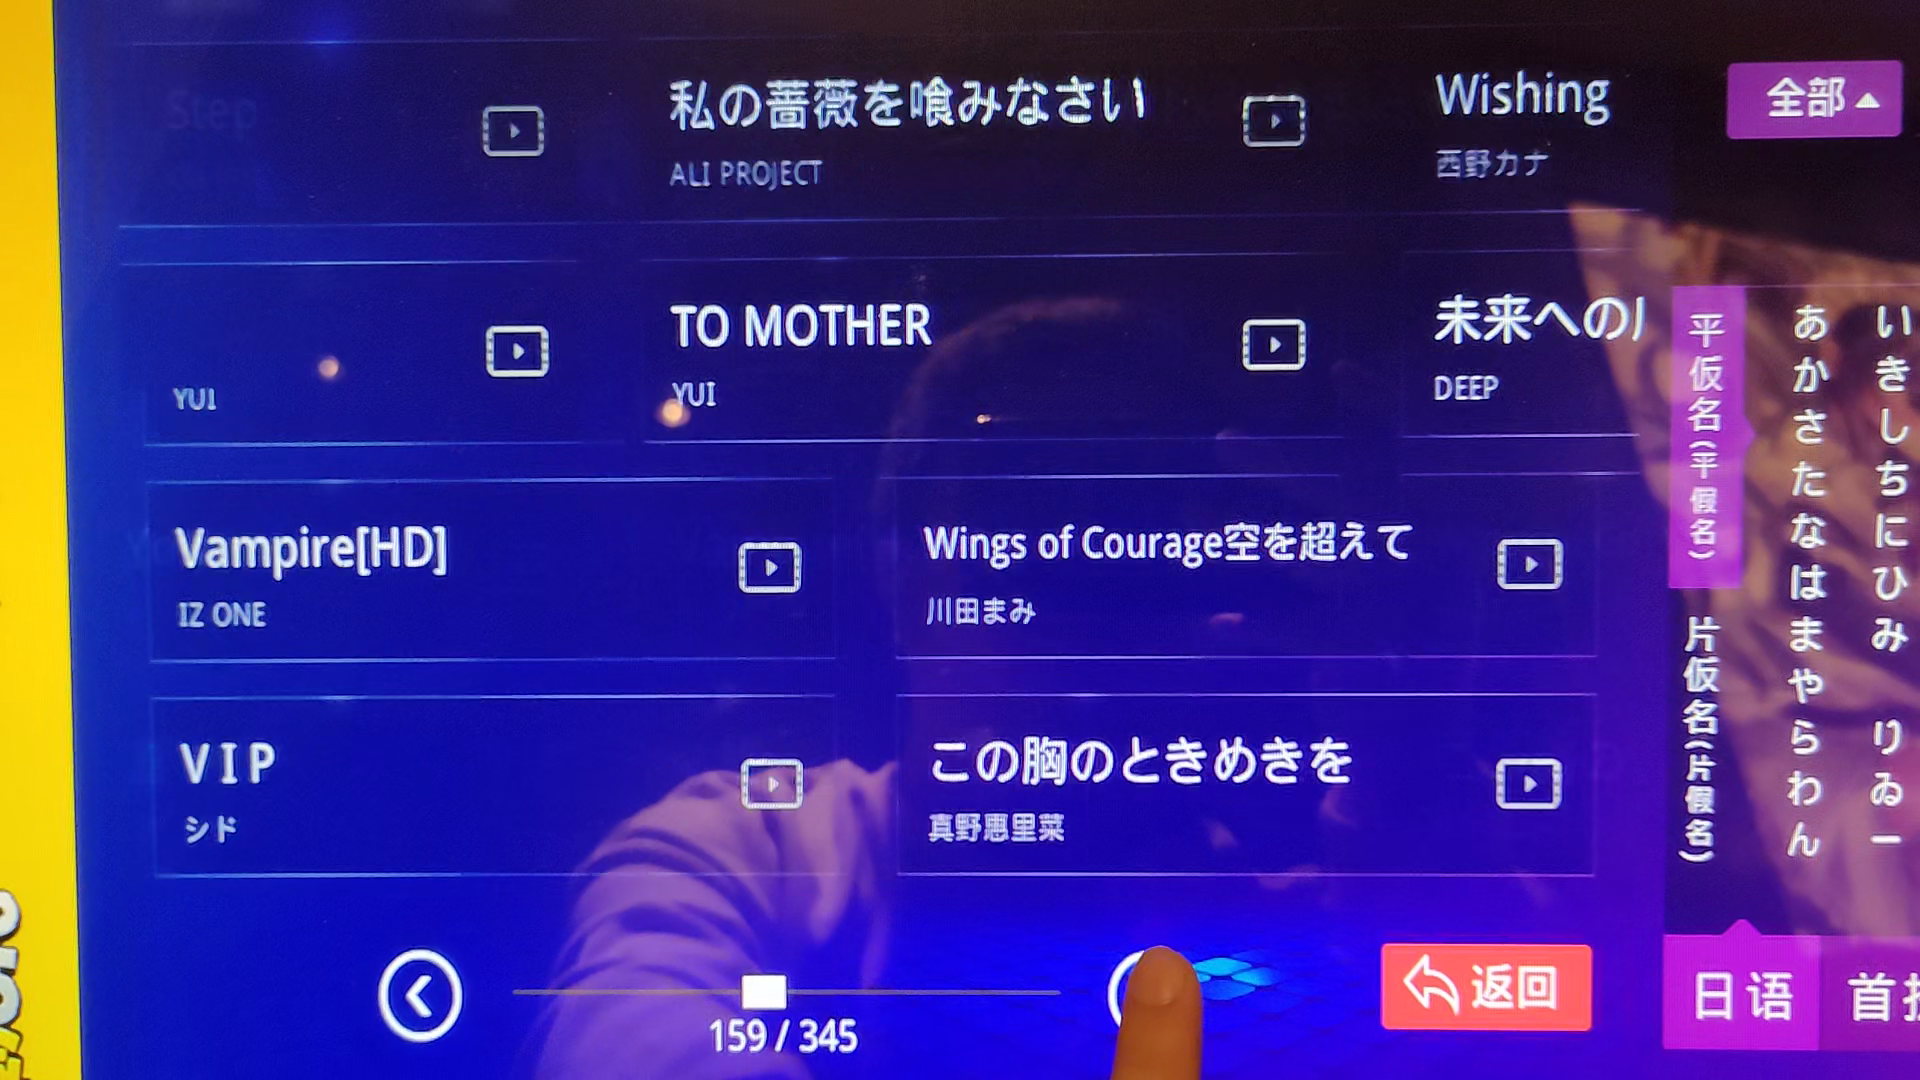 Step
私の薔薇を喰みなさい
ALI PROJECT
Wishing
西野カナ
全部
YUI
TO MOTHER
YUI
未来への
DEEP
Vampire[HD]
IZ ONE
Wings of Courage空を超えて
川田まみ
VIP
シド
この胸のときめきを
真野恵里菜
159 / 345
返回
平仮名(平假名)
片仮名(片假名)
あかさたなはまやらわん
いきしちにひみ りゐー
日语
首